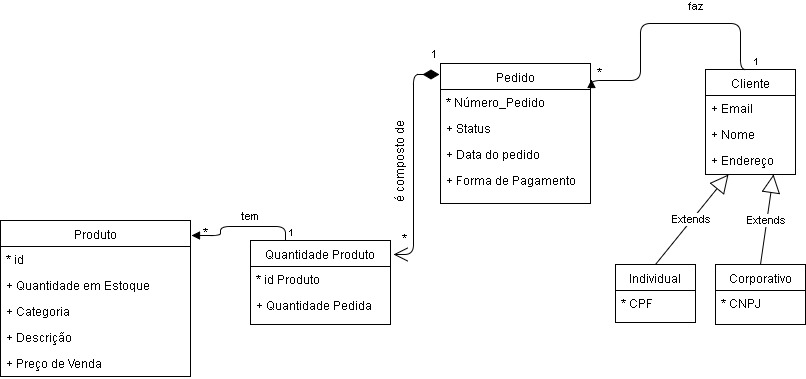 faz
1
*
1
Pedido
* Número_Pedido
+ Status
+ Data do pedido
+ Forma de Pagamento
Cliente
+ Email
+ Nome
+ Endereço
é composto de
*
Extends
Extends
tem
*
1
Produto
* id
+ Quantidade em Estoque
+ Categoria
+ Descrição
+ Preço de Venda
Quantidade Produto
* id Produto
+ Quantidade Pedida
Individual
* CPF
Corporativo
* CNPJ